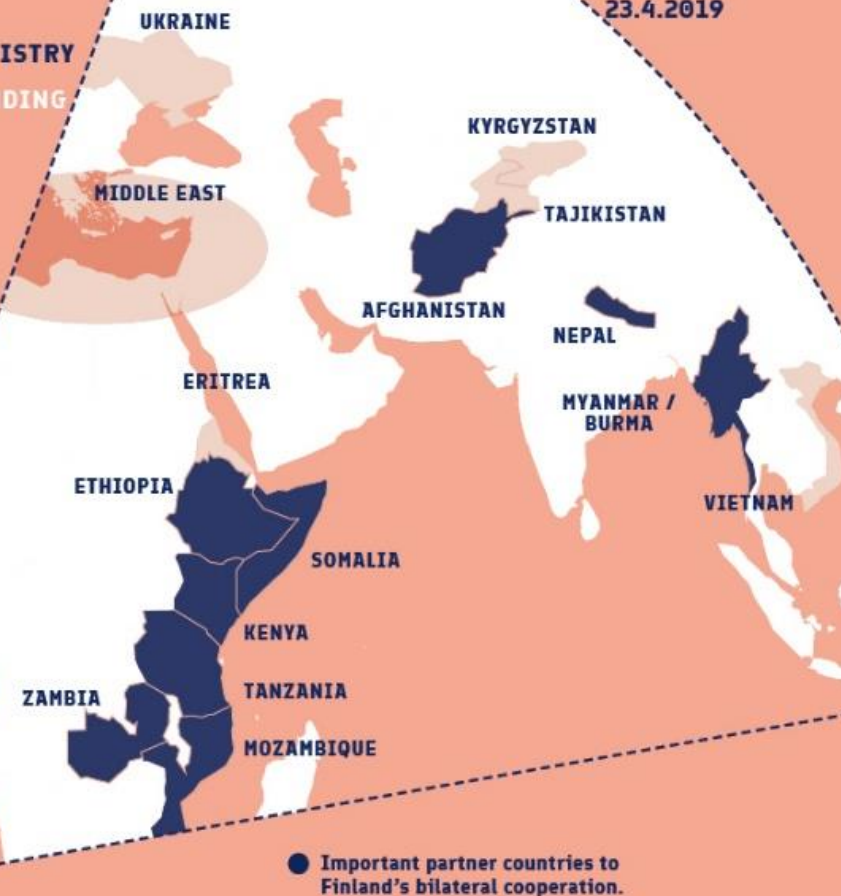 23.4.2019
UKRAINE
ISTRY
DING
KYRGYZSTAN
MIDDLE EAST
TAJIKISTAN
AFGHANISTAN
NEPAL
ERITREA
MYANMAR /
BURMA
ETHIOPIA
VIETNAM
SOMALIA
KENYA
ZAMBIA
TANZANIA
MOZAMBIQUE
Important partner countries to
Finland's bilateral cooperation.